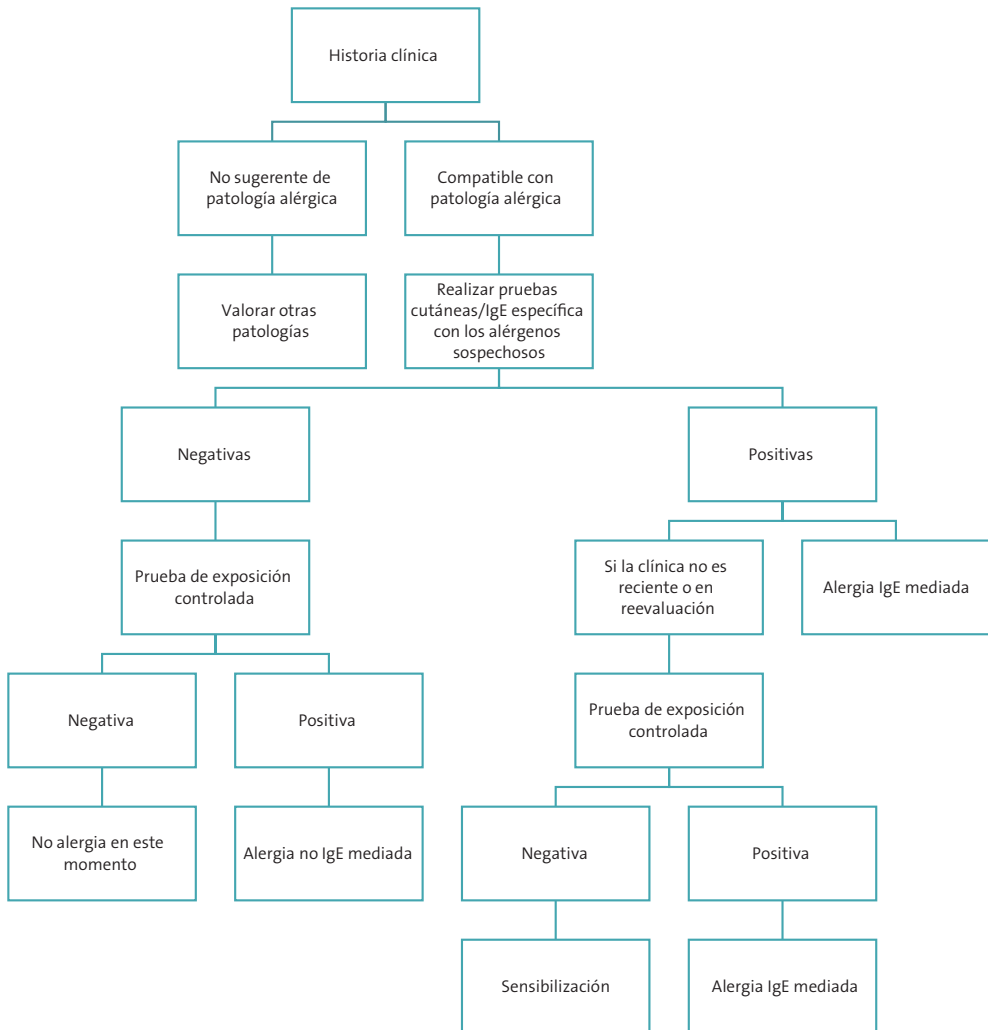 Historia clínica
No sugerente de
patología alérgica
Compatible con
patología alérgica
Valorar otras
patologías
Realizar pruebas
cutáneas/IgE específica
con los alérgenos
sospechosos
Negativas
Positivas
Prueba de exposición
controlada
Si la clínica no es
reciente o en
reevaluación
Alergia IgE mediada
Negativa
Positiva
Prueba de exposición
controlada
No alergia en este
momento
Alergia no IgE mediada
Negativa
Positiva
Sensibilización
Alergia IgE mediada